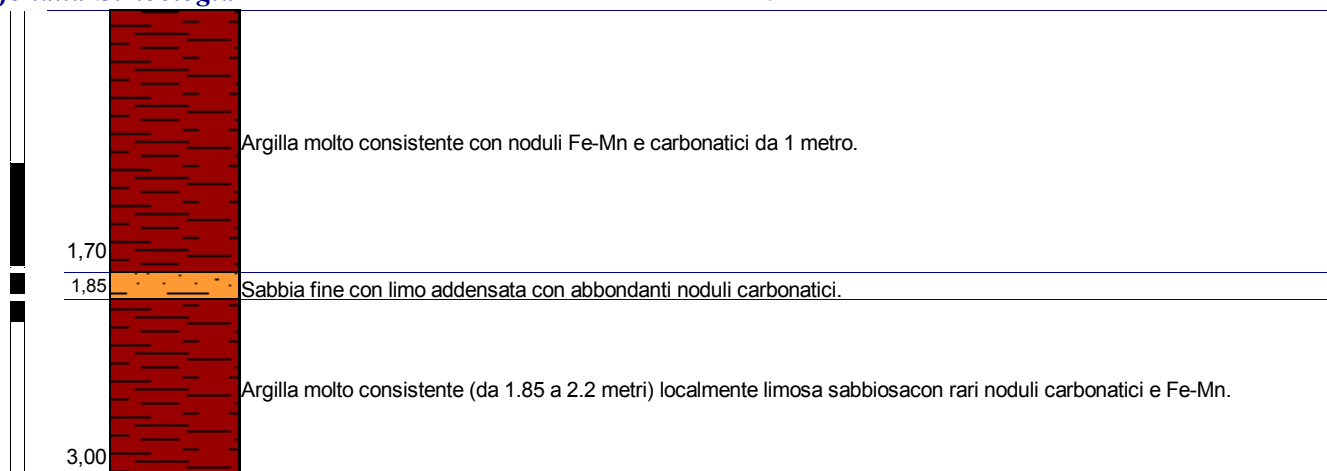 Argilla molto consistente con noduli Fe-Mn e carbonatici da 1 metro.
1,70
1,85
Sabbia fine con limo addensata con abbondanti noduli carbonatici.
Argilla molto consistente (da 1.85 a 2.2 metri) localmente limosa sabbiosacon rari noduli carbonatici e Fe-Mn.
3,00